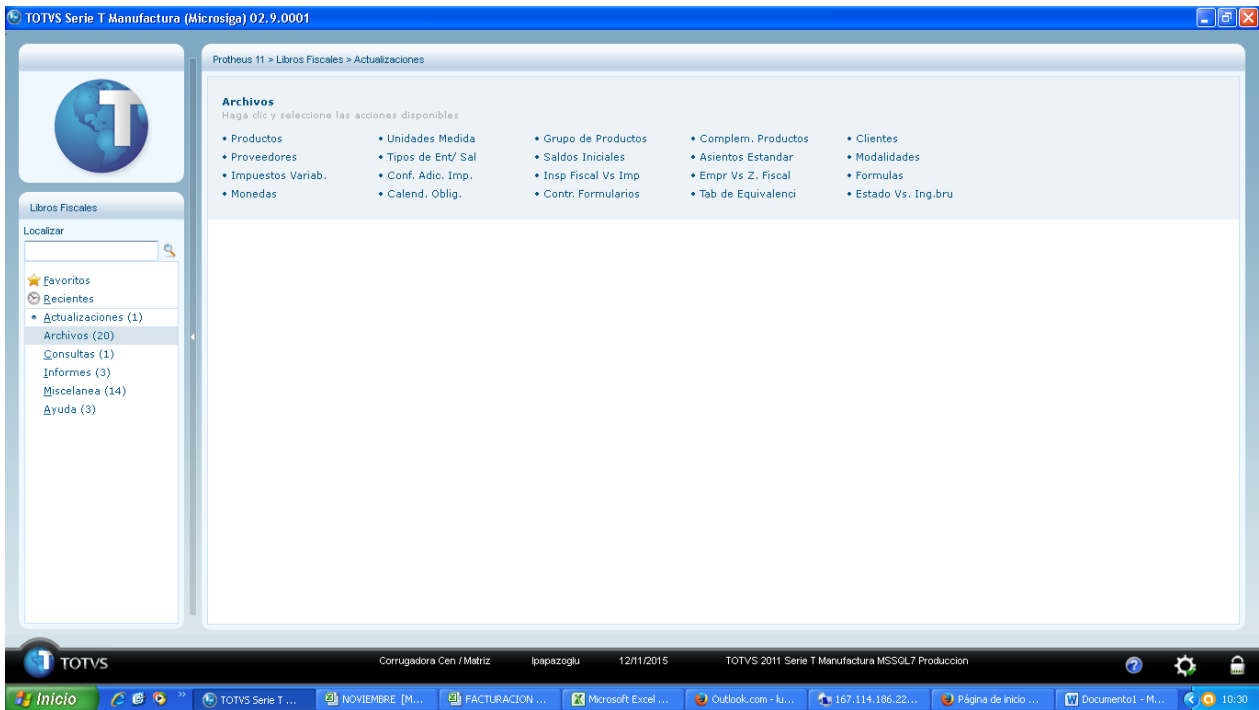 TOTVS Serie T Manufactura (Microsiga) 02.9.0001
Protheus 11 > Libros Fiscales > Actualizaciones
Archivos
Haga clic y seleccione las acciones disponibles
• Productos
• Unidades Medida
• Grupo de Productos
• Complem. Productos
• Clientes
• Proveedores
• Tipos de Ent/ Sal
• Saldos Iniciales
• Asientos Estandar
• Modalidades
• Impuestos Variab.
• Conf. Adic. Imp.
• Insp Fiscal Vs Imp
• Empr Vs Z. Fiscal
• Formulas
• Monedas
• Calend. Oblig.
• Contr. Formularios
• Tab de Equivalenci
• Estado Vs. Ing.bru
Libros Fiscales
Localizar
Favoritos
Recientes
Actualizaciones (1)
Archivos (20)
Consultas (1)
Informes (3)
Miscelanea (14)
Ayuda (3)
TOTVS
Corrugadora Cen / Matriz
lpapazoglu
12/11/2015
TOTVS 2011 Serie T Manufactura MSSQL7 Produccion
Inicio
TOTVS Serie T ...
NOVIEMBRE [M...
FACTURACION ...
Microsoft Excel ...
Outlook.com - lu...
167.114.186.22...
Página de inicio ...
Documento1 - M...
10:30